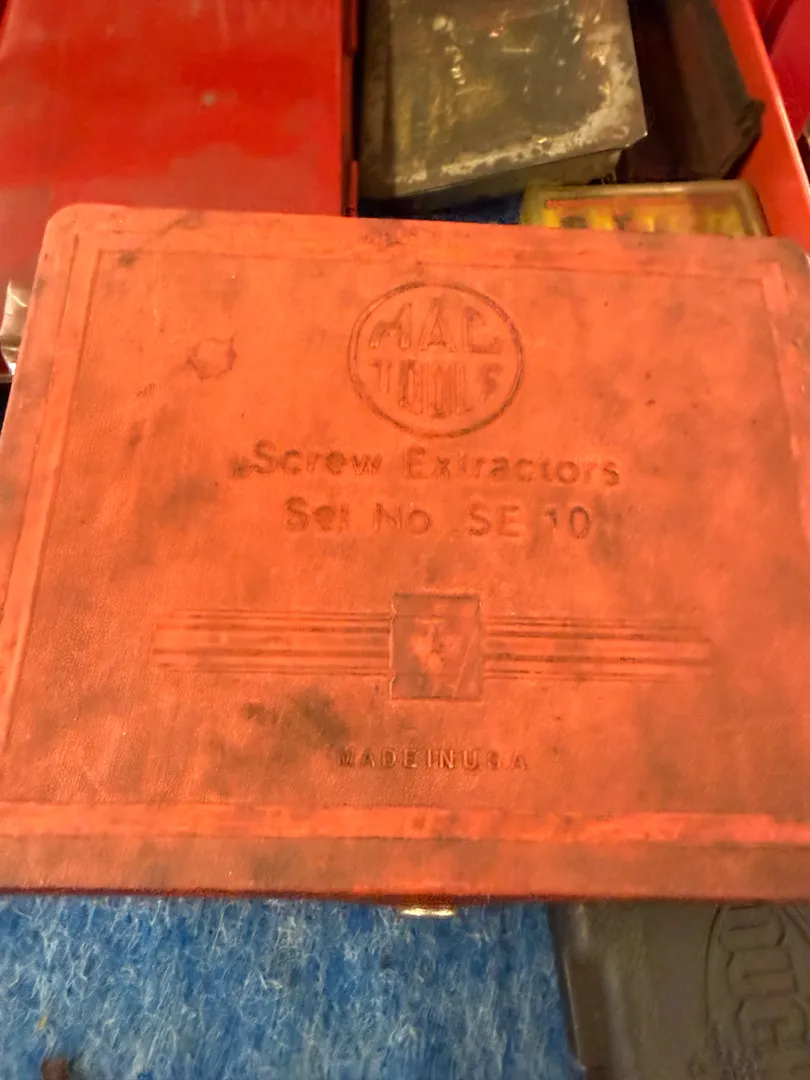 MAC
TOOLS
Screw Extractors
Set No. SE 10
MADE IN U.S.A.